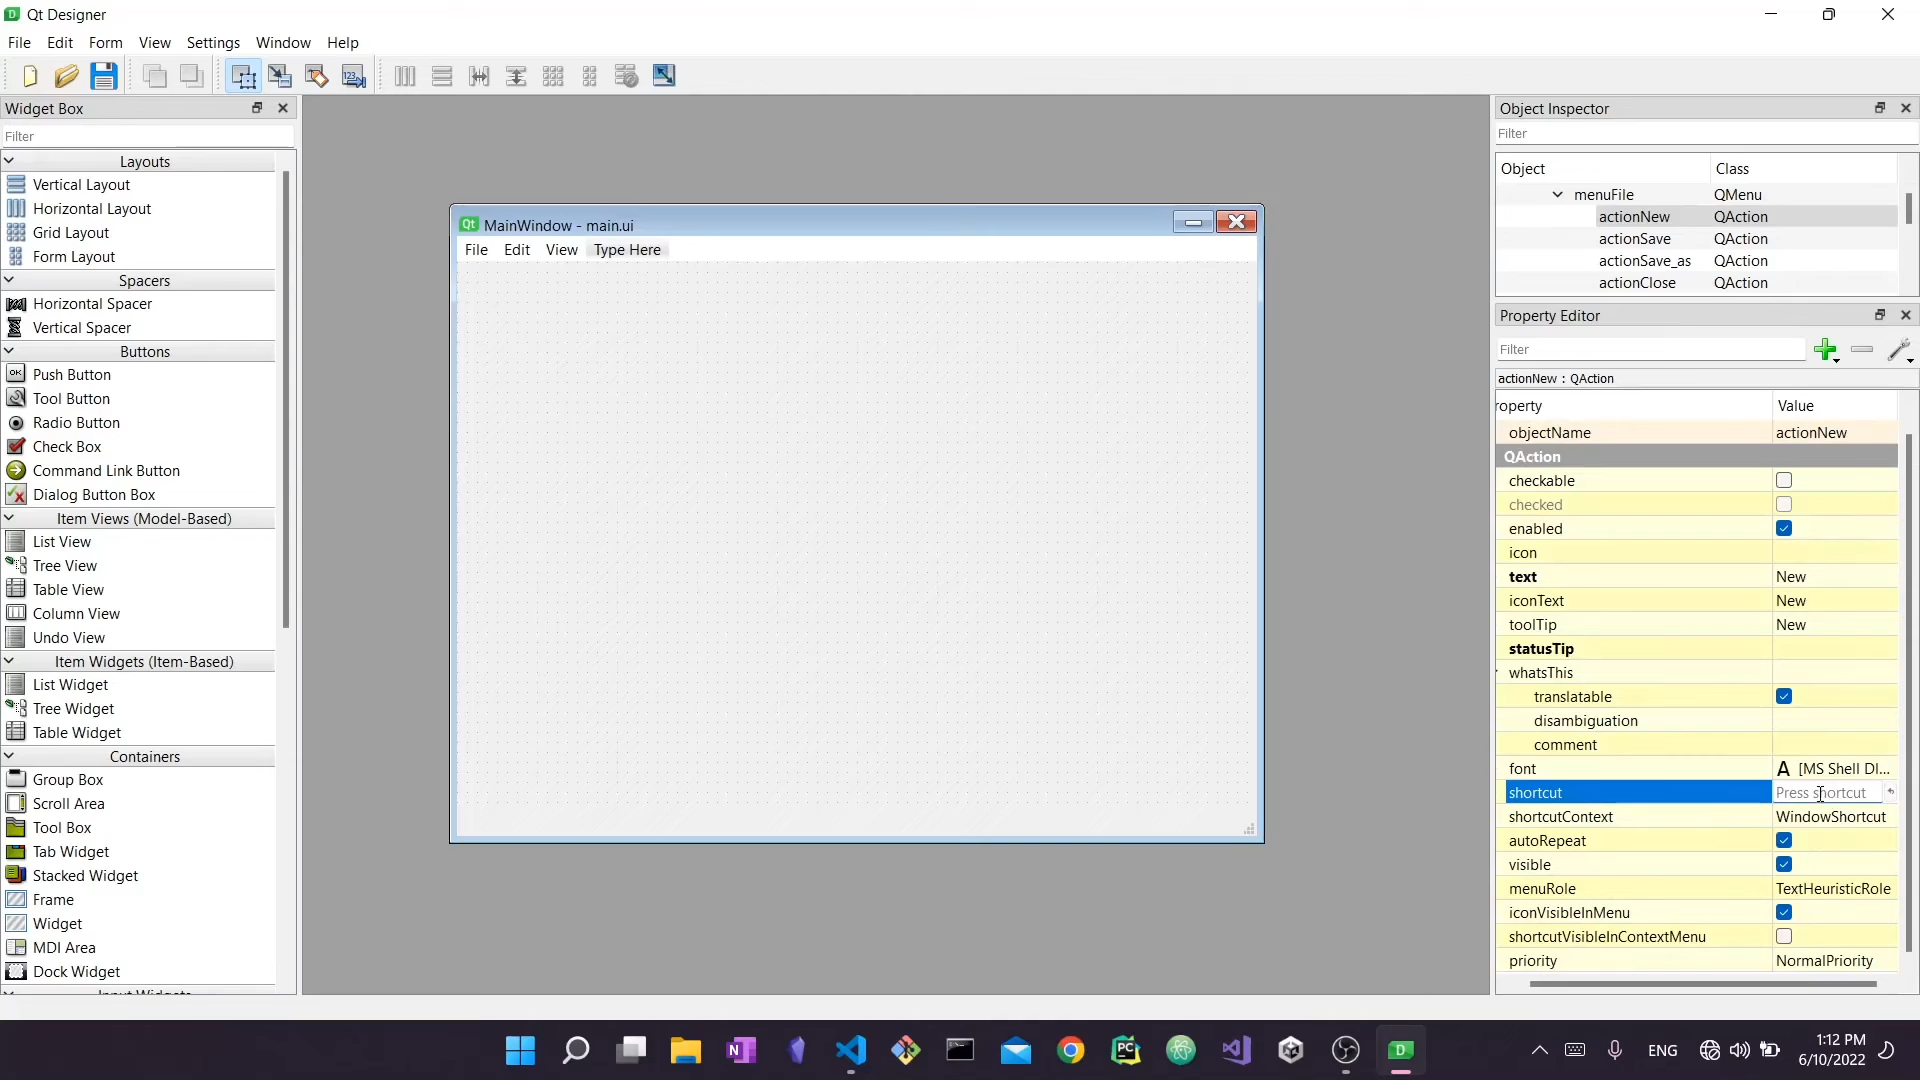 Qt Designer
File Edit Form View Settings Window Help
Widget Box
Filter
Layouts
Vertical Layout
Horizontal Layout
Grid Layout
Form Layout
Spacers
Horizontal Spacer
Vertical Spacer
Buttons
Push Button
Tool Button
Radio Button
Check Box
Command Link Button
Dialog Button Box
Item Views (Model-Based)
List View
Tree View
Table View
Column View
Undo View
Item Widgets (Item-Based)
List Widget
Tree Widget
Table Widget
Containers
Group Box
Scroll Area
Tool Box
Tab Widget
Stacked Widget
Frame
Widget
MDI Area
Dock Widget
Qt MainWindow - main.ui
File Edit View Type Here
Object Inspector
Filter
Object Class
menuFile QMenu
actionNew QAction
actionSave QAction
actionSave_as QAction
actionClose QAction
Property Editor
Filter
actionNew : QAction
roperty Value
objectName actionNew
QAction
checkable
checked
enabled
icon
text New
iconText New
toolTip New
statusTip
whatsThis
translatable
disambiguation
comment
font A [MS Shell Dl...
shortcut Press shortcut
shortcutContext WindowShortcut
autoRepeat
visible
menuRole TextHeuristicRole
iconVisibleInMenu
shortcutVisibleInContextMenu
priority NormalPriority
ENG
1:12 PM
6/10/2022